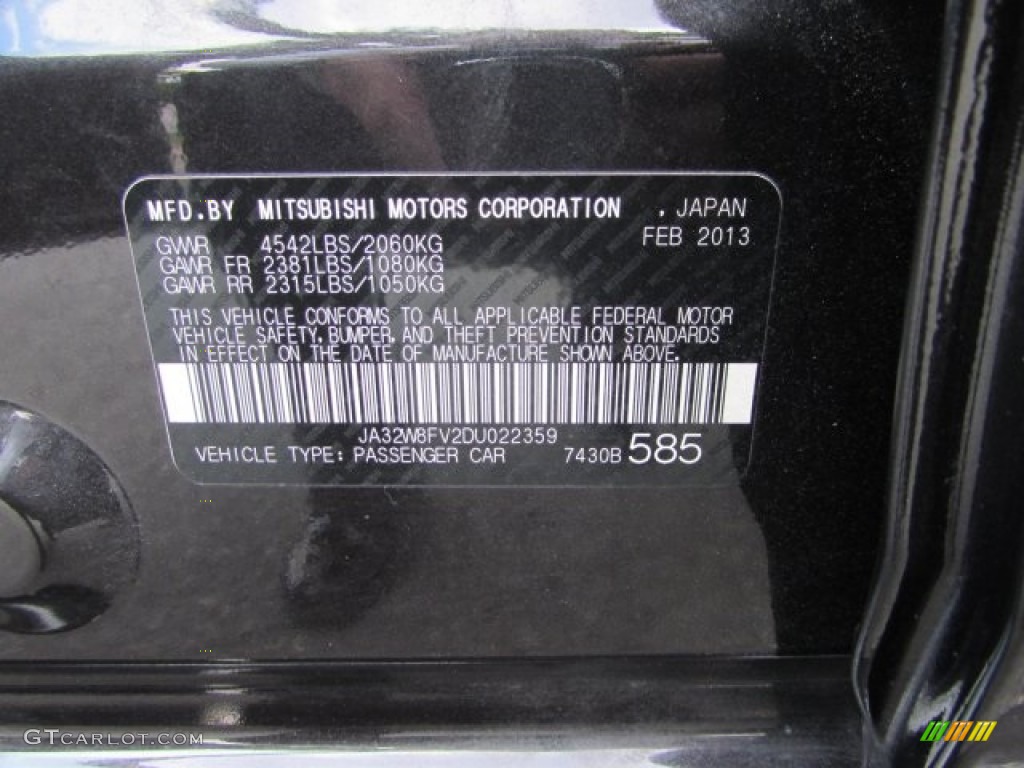 MFD.BY MITSUBISHI MOTORS CORPORATION . JAPAN
GVWR 4542LBS/2060KG FEB 2013
GAWR FR 2381LBS/1080KG
GAWR RR 2315LBS/1050KG
THIS VEHICLE CONFORMS TO ALL APPLICABLE FEDERAL MOTOR
VEHICLE SAFETY, BUMPER, AND THEFT PREVENTION STANDARDS
IN EFFECT ON THE DATE OF MANUFACTURE SHOWN ABOVE.
JA32W8FV2DU022359
VEHICLE TYPE: PASSENGER CAR 7430B 585
GTCARLOT.COM